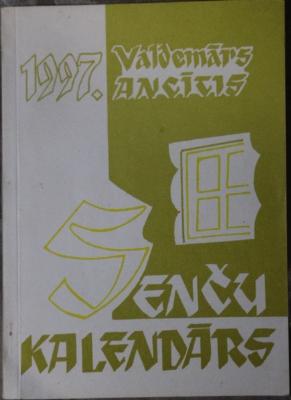 1997. Valdemārs
ANCĪTIS
SENČU
KALENDĀRS